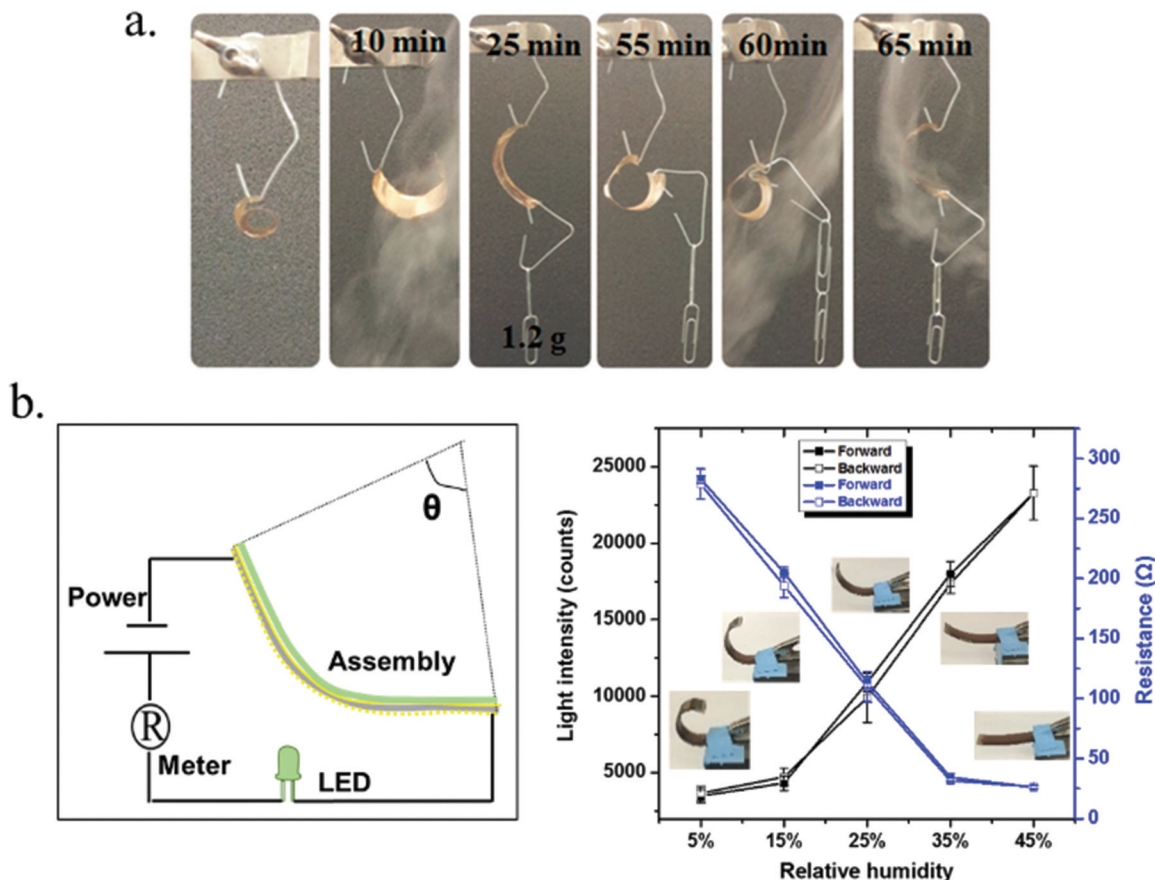 a.
10 min
25 min
55 min
60min
65 min
1.2 g
b.
θ
Power
Assembly
R
Meter
LED
Forward
Backward
Forward
Backward
Light intensity (counts)
25000
20000
15000
10000
5000
300
250
200
150
100
50
0
Resistance (Ω)
5%
15%
25%
35%
45%
Relative humidity